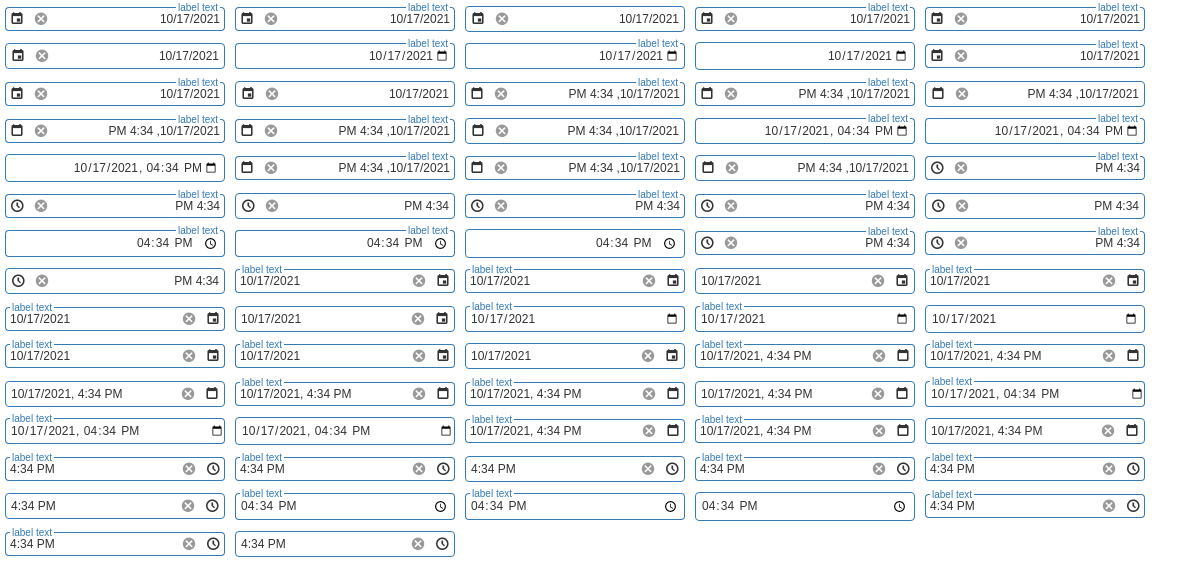 label text
10/17/2021
label text
10/17/2021
10/17/2021
label text
10/17/2021
label text
10/17/2021
10/17/2021
label text
10/17/2021
label text
10/17/2021
10/17/2021
label text
10/17/2021
label text
10/17/2021
10/17/2021
label text
PM 4:34 ,10/17/2021
label text
PM 4:34 ,10/17/2021
PM 4:34 ,10/17/2021
label text
PM 4:34 ,10/17/2021
label text
PM 4:34 ,10/17/2021
PM 4:34 ,10/17/2021
label text
10/17/2021, 04:34 PM
label text
10/17/2021, 04:34 PM
10/17/2021, 04:34 PM
label text
PM 4:34 ,10/17/2021
label text
PM 4:34 ,10/17/2021
PM 4:34 ,10/17/2021
label text
PM 4:34
label text
PM 4:34
PM 4:34
label text
PM 4:34
label text
PM 4:34
PM 4:34
label text
04:34 PM
label text
04:34 PM
04:34 PM
label text
PM 4:34
label text
PM 4:34
PM 4:34
label text
10/17/2021
label text
10/17/2021
10/17/2021
label text
10/17/2021
label text
10/17/2021
10/17/2021
label text
10/17/2021
label text
10/17/2021
10/17/2021
label text
10/17/2021
label text
10/17/2021
10/17/2021
label text
10/17/2021, 4:34 PM
label text
10/17/2021, 4:34 PM
10/17/2021, 4:34 PM
label text
10/17/2021, 4:34 PM
label text
10/17/2021, 4:34 PM
10/17/2021, 4:34 PM
label text
10/17/2021, 04:34 PM
label text
10/17/2021, 04:34 PM
10/17/2021, 04:34 PM
label text
10/17/2021, 4:34 PM
label text
10/17/2021, 4:34 PM
10/17/2021, 4:34 PM
label text
4:34 PM
label text
4:34 PM
4:34 PM
label text
4:34 PM
label text
4:34 PM
4:34 PM
label text
04:34 PM
label text
04:34 PM
04:34 PM
label text
4:34 PM
label text
4:34 PM
4:34 PM